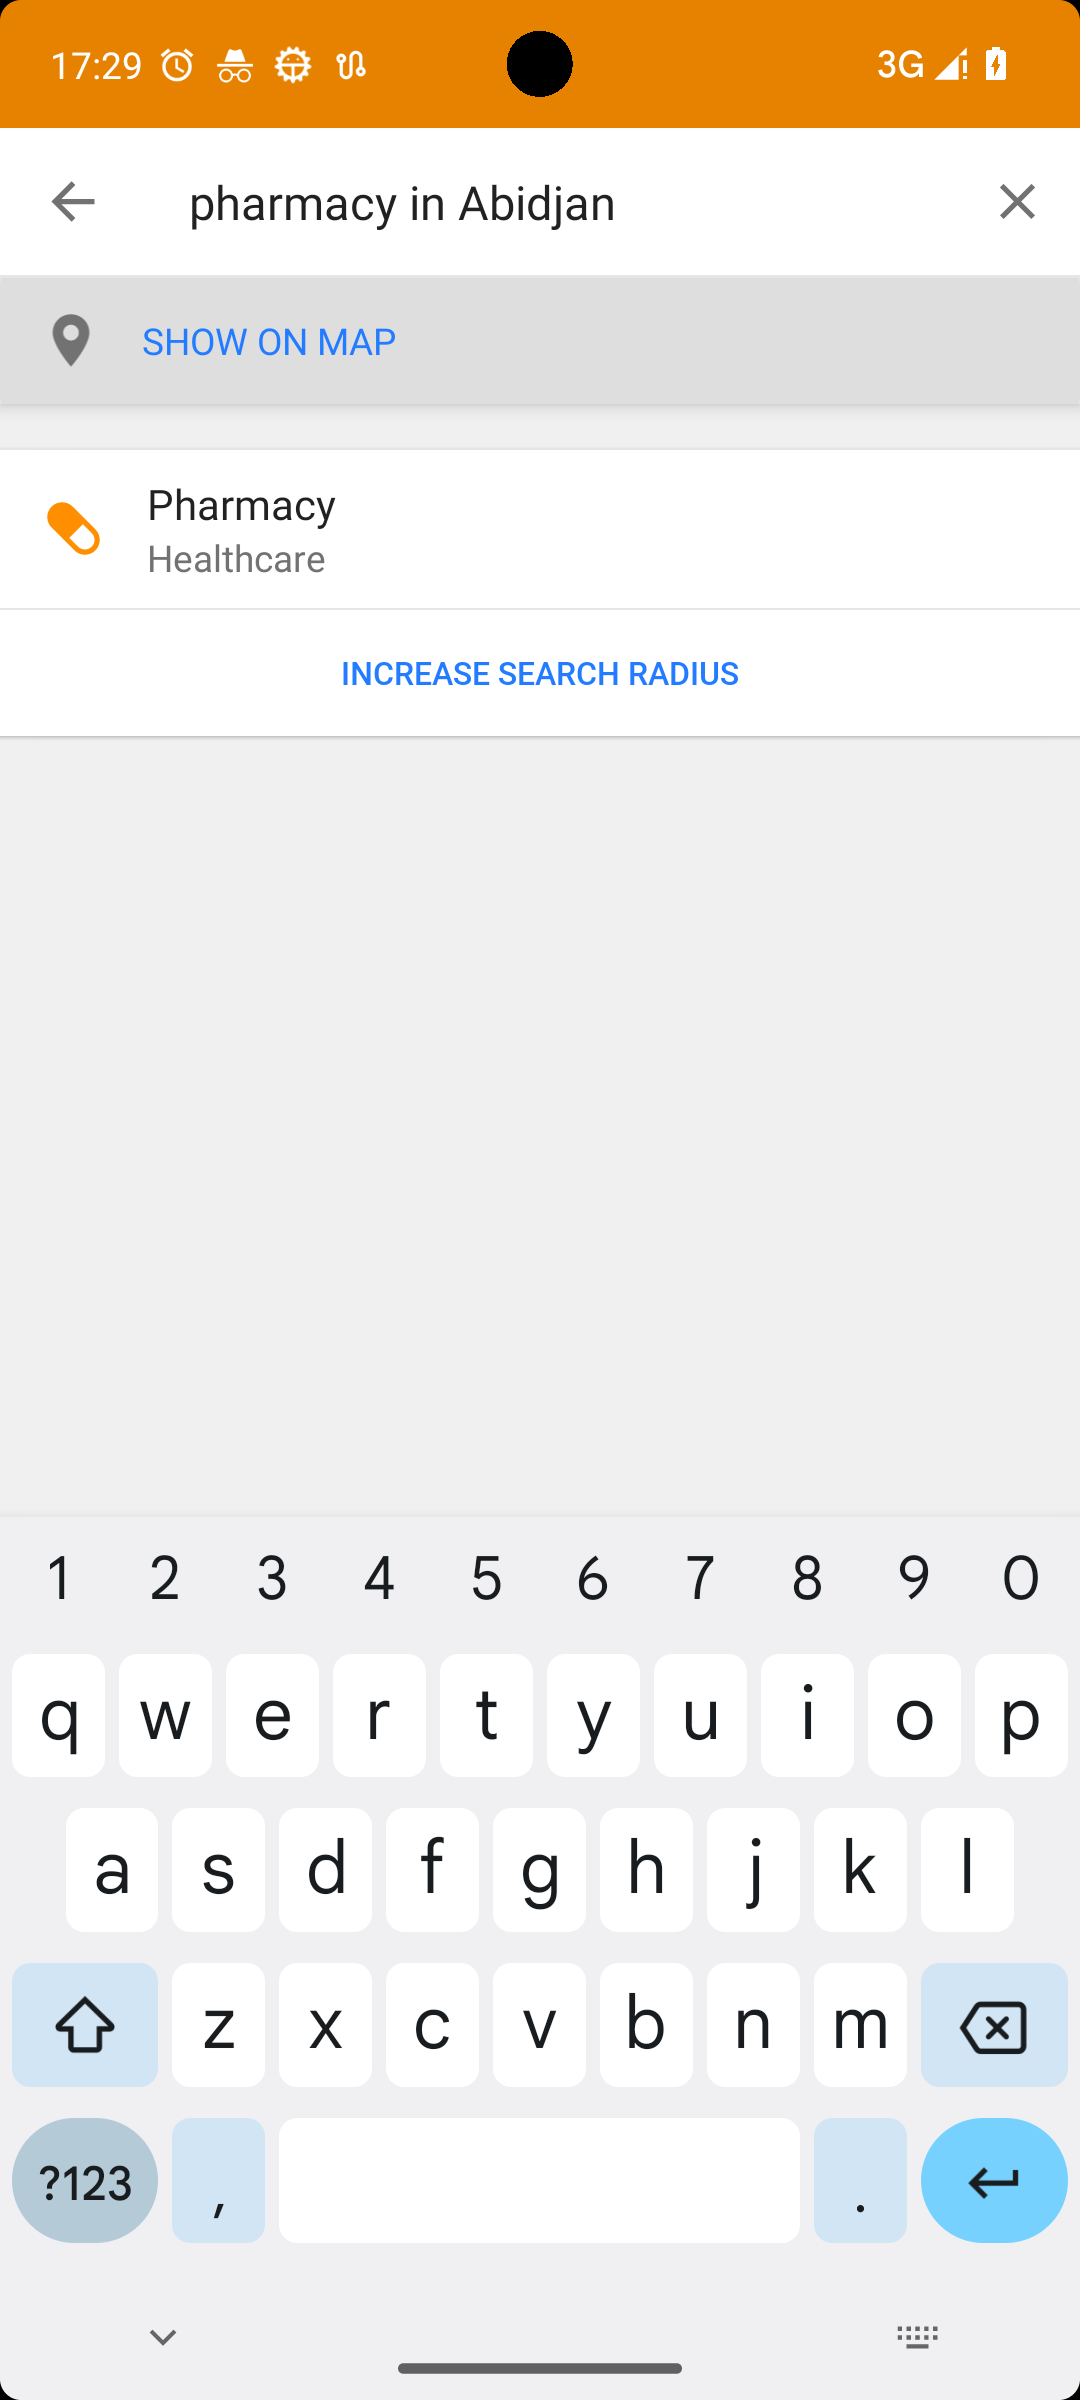 17:29
3G
pharmacy in Abidjan
SHOW ON MAP
Pharmacy
Healthcare
INCREASE SEARCH RADIUS
1 2 3 4 5 6 7 8 9 0
q w e r t y u i o p
a s d f g h j k l
z x c v b n m
?123 , .